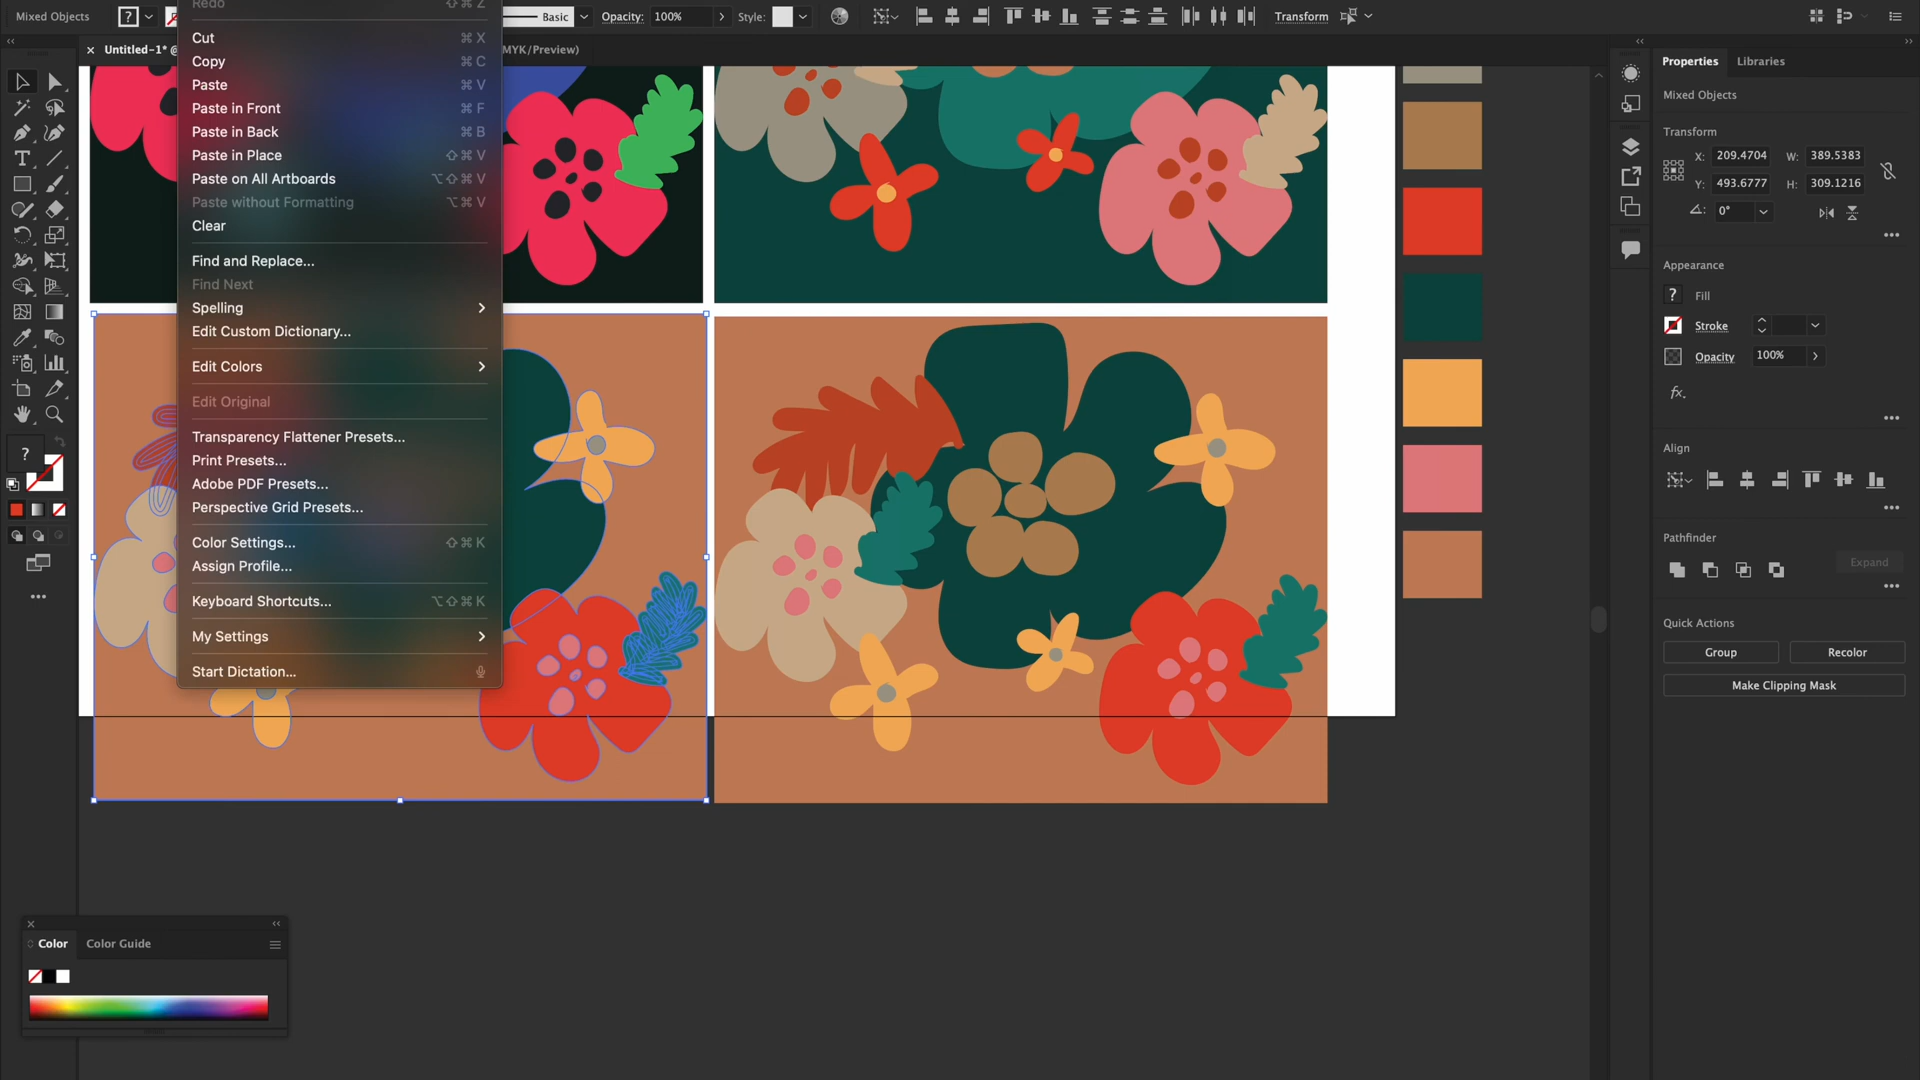 Mixed Objects
?
Basic
Opacity: 100%
Style:
Transform
Untitled-1* @
MYK/Preview)
Redo ⇧⌘Z
Cut ⌘X
Copy ⌘C
Paste ⌘V
Paste in Front ⌘F
Paste in Back ⌘B
Paste in Place ⇧⌘V
Paste on All Artboards ⌥⇧⌘V
Paste without Formatting ⌥⌘V
Clear
Find and Replace...
Find Next
Spelling
Edit Custom Dictionary...
Edit Colors
Edit Original
Transparency Flattener Presets...
Print Presets...
Adobe PDF Presets...
Perspective Grid Presets...
Color Settings... ⇧⌘K
Assign Profile...
Keyboard Shortcuts... ⌥⇧⌘K
My Settings
Start Dictation...
T
?
Color
Color Guide
Properties
Libraries
Mixed Objects
Transform
X: 209.4704 W: 389.5383
Y: 493.6777 H: 309.1216
0°
Appearance
? Fill
Stroke
Opacity 100%
fx.
Align
Pathfinder
Expand
Quick Actions
Group
Recolor
Make Clipping Mask